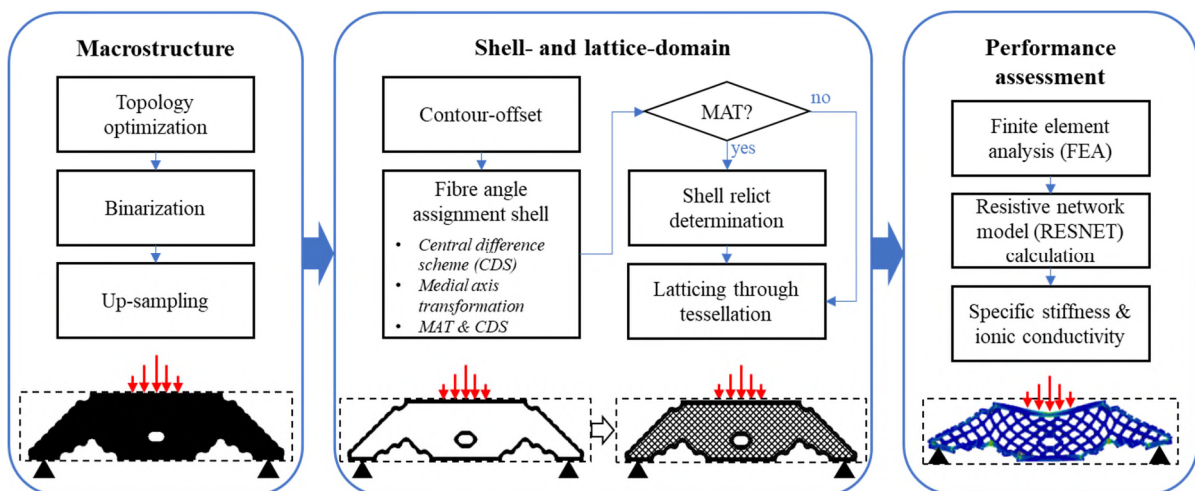 Macrostructure
Topology
optimization
Binarization
Up-sampling
Shell- and lattice-domain
Contour-offset
Fibre angle
assignment shell
• Central difference
scheme (CDS)
• Medial axis
transformation
• MAT & CDS
MAT?
no
yes
Shell relict
determination
Latticing through
tessellation
Performance
assessment
Finite element
analysis (FEA)
Resistive network
model (RESNET)
calculation
Specific stiffness &
ionic conductivity